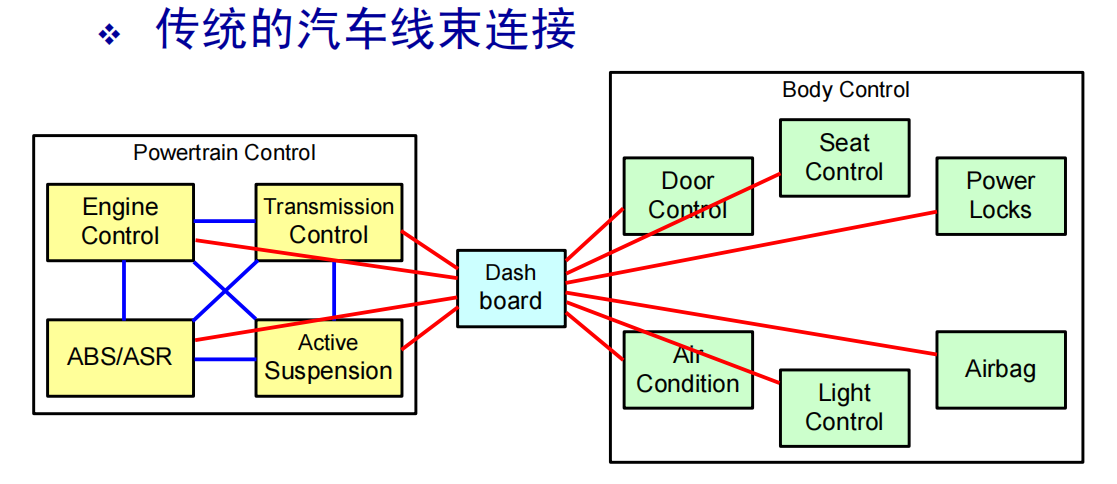 ❖ 传统的汽车线束连接
Powertrain Control
Engine
Control
Transmission
Control
ABS/ASR
Active
Suspension
Dash
board
Body Control
Door
Control
Seat
Control
Power
Locks
Air
Condition
Light
Control
Airbag